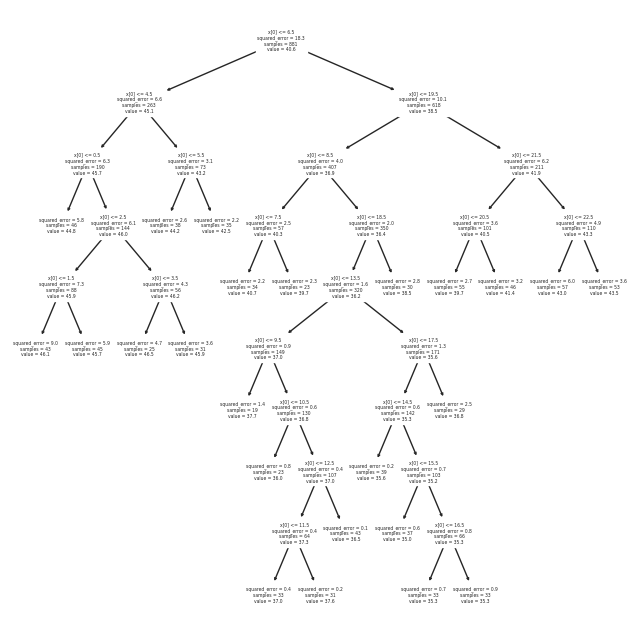 x[0] <= 6.5
squared_error = 18.3
samples = 881
value = 40.6
x[0] <= 4.5
squared_error = 6.6
samples = 263
value = 45.1
x[0] <= 19.5
squared_error = 10.1
samples = 618
value = 38.5
x[0] <= 0.5
squared_error = 6.3
samples = 190
value = 45.7
x[0] <= 5.5
squared_error = 3.1
samples = 73
value = 43.2
x[0] <= 8.5
squared_error = 4.0
samples = 407
value = 36.9
x[0] <= 21.5
squared_error = 6.2
samples = 211
value = 41.9
squared_error = 5.8
samples = 46
value = 44.8
x[0] <= 2.5
squared_error = 6.1
samples = 144
value = 46.0
squared_error = 2.6
samples = 38
value = 44.2
squared_error = 2.2
samples = 35
value = 42.5
x[0] <= 7.5
squared_error = 2.5
samples = 57
value = 40.3
x[0] <= 18.5
squared_error = 2.0
samples = 350
value = 36.4
x[0] <= 20.5
squared_error = 3.6
samples = 101
value = 40.5
x[0] <= 22.5
squared_error = 4.9
samples = 110
value = 43.3
x[0] <= 1.5
squared_error = 7.3
samples = 88
value = 45.9
x[0] <= 3.5
squared_error = 4.3
samples = 56
value = 46.2
squared_error = 2.2
samples = 34
value = 40.7
squared_error = 2.3
samples = 23
value = 39.7
x[0] <= 13.5
squared_error = 1.6
samples = 320
value = 36.2
squared_error = 2.8
samples = 30
value = 38.5
squared_error = 2.7
samples = 55
value = 39.7
squared_error = 3.2
samples = 46
value = 41.4
squared_error = 6.0
samples = 57
value = 43.0
squared_error = 3.6
samples = 53
value = 43.5
squared_error = 9.0
samples = 43
value = 46.1
squared_error = 5.9
samples = 45
value = 45.7
squared_error = 4.7
samples = 25
value = 46.5
squared_error = 3.6
samples = 31
value = 45.9
x[0] <= 9.5
squared_error = 0.9
samples = 149
value = 37.0
x[0] <= 17.5
squared_error = 1.3
samples = 171
value = 35.6
squared_error = 1.4
samples = 19
value = 37.7
x[0] <= 10.5
squared_error = 0.6
samples = 130
value = 36.8
x[0] <= 14.5
squared_error = 0.6
samples = 142
value = 35.3
squared_error = 2.5
samples = 29
value = 36.8
squared_error = 0.8
samples = 23
value = 36.0
x[0] <= 12.5
squared_error = 0.4
samples = 107
value = 37.0
squared_error = 0.2
samples = 39
value = 35.6
x[0] <= 15.5
squared_error = 0.7
samples = 103
value = 35.2
x[0] <= 11.5
squared_error = 0.4
samples = 64
value = 37.3
squared_error = 0.1
samples = 43
value = 36.5
squared_error = 0.6
samples = 37
value = 35.0
x[0] <= 16.5
squared_error = 0.8
samples = 66
value = 35.3
squared_error = 0.4
samples = 33
value = 37.0
squared_error = 0.2
samples = 31
value = 37.6
squared_error = 0.7
samples = 33
value = 35.3
squared_error = 0.9
samples = 33
value = 35.3